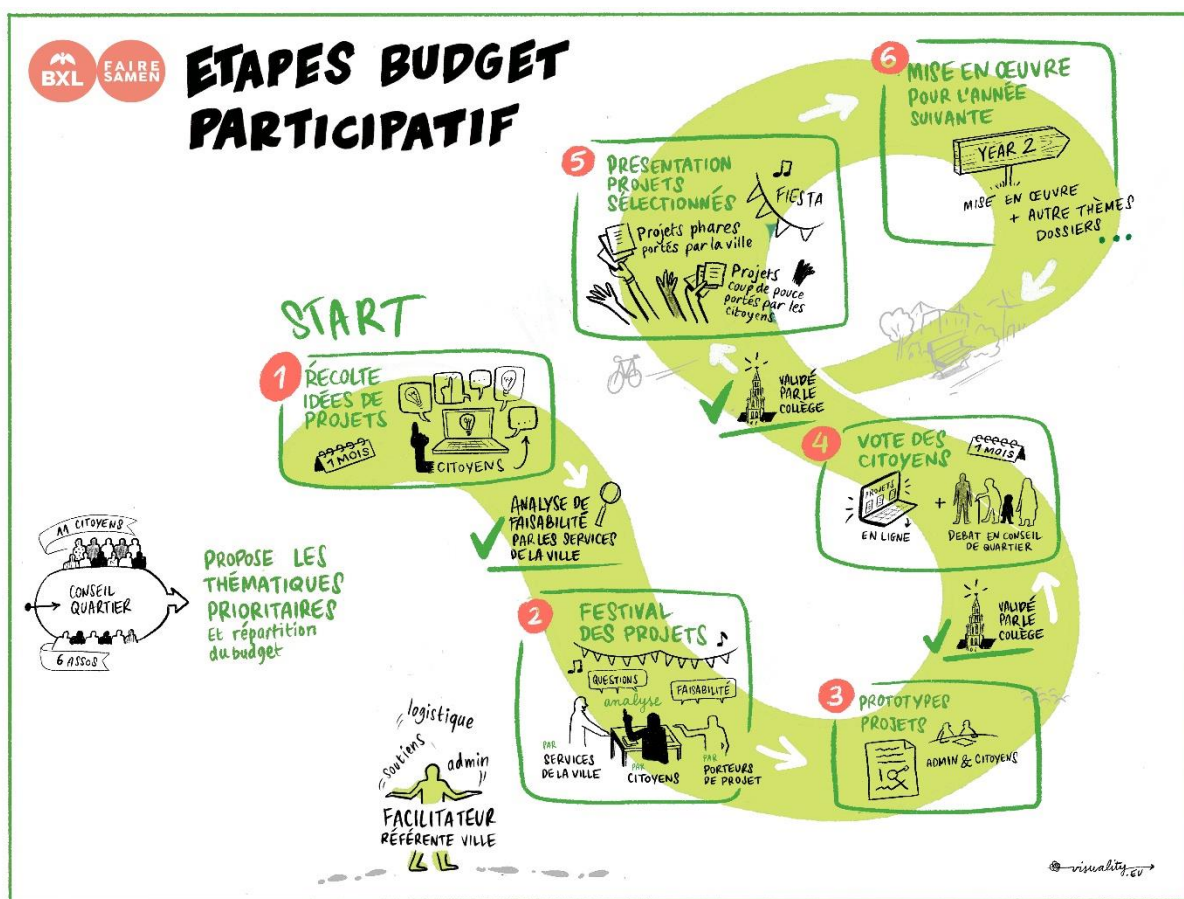 BXL
FAIRE
SAMEN
ETAPES BUDGET
PARTICIPATIF
START
1
RÉCOLTE
IDÉES DE
PROJETS
1 MOIS
CITOYENS
ANALYSE DE
FAISABILITÉ
PAR LES SERVICES
DE LA VILLE
11 CITOYENS
CONSEIL
QUARTIER
6 ASSOS
PROPOSE LES
THÉMATIQUES
PRIORITAIRES
Et répartition
du budget
logistique
soutiens
admin
FACILITATEUR
RÉFÉRENTE VILLE
2
FESTIVAL
DES PROJETS
QUESTIONS
analyse
FAISABILITÉ
PAR
SERVICES
DE LA VILLE
PAR
CITOYENS
PAR
PORTEURS
DE PROJET
3
PROTOTYPES
PROJETS
ADMIN & CITOYENS
VALIDÉ
PAR LE
COLLÈGE
4
VOTE DES
CITOYENS
1 MOIS
PROJETS
EN LIGNE
+
DEBAT EN CONSEIL
DE QUARTIER
VALIDÉ
PAR LE
COLLÈGE
5
PRESENTATION
PROJETS
SÉLECTIONNÉS
FIESTA
Projets phares
portés par la ville
Projets
coup de pouce
portés par les
citoyens
6
MISE EN ŒUVRE
POUR L'ANNÉE
SUIVANTE
YEAR 2
MISE EN ŒUVRE
+ AUTRE THÈMES
DOSSIERS...
visuality.eu